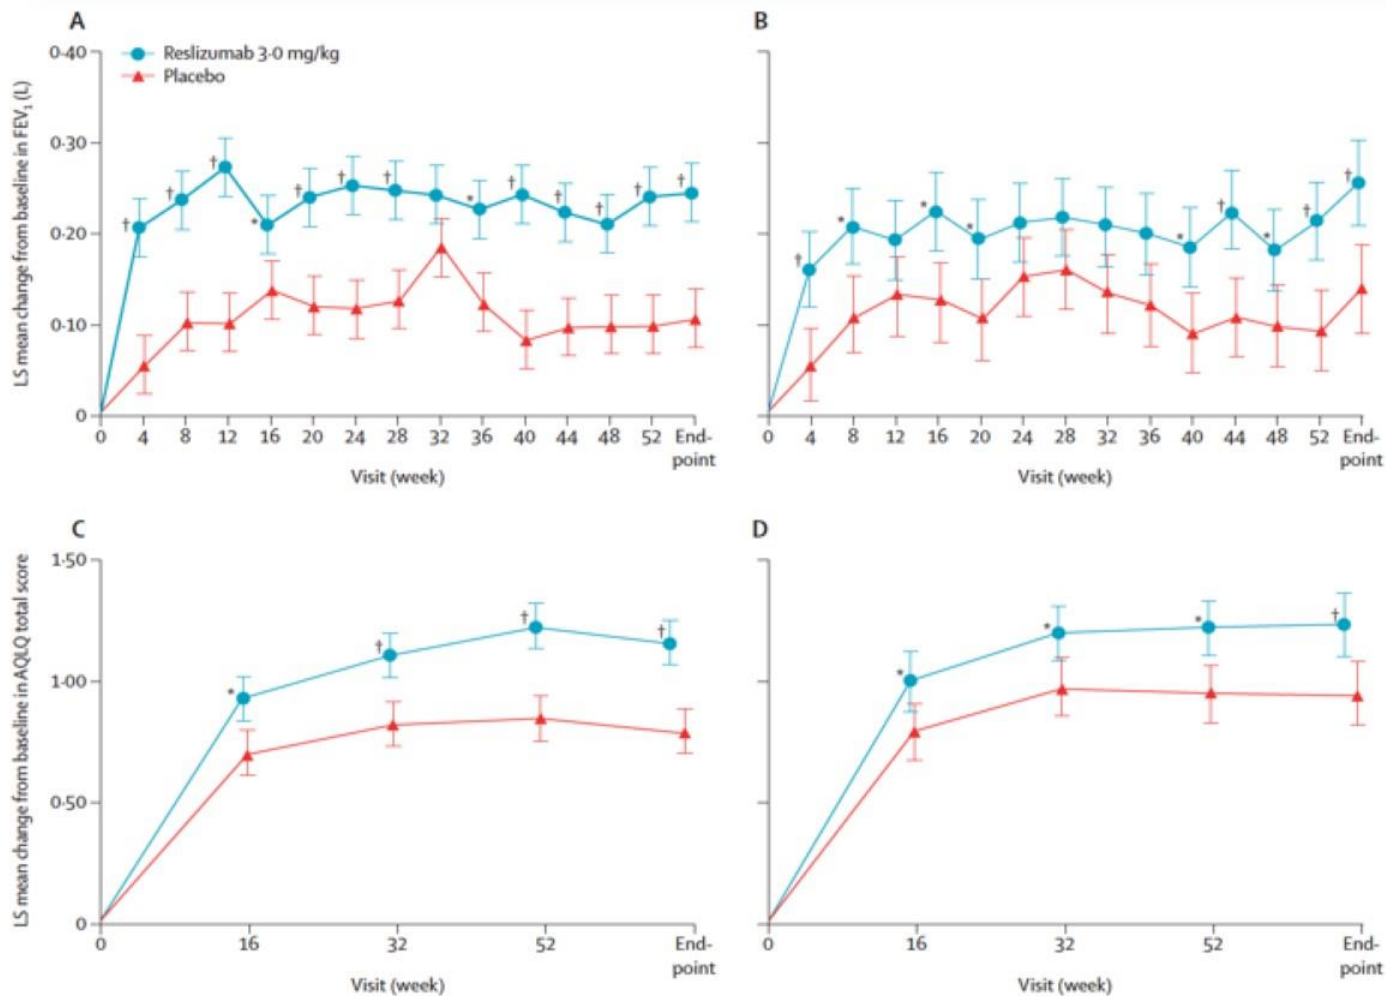 A
0·40
Reslizumab 3·0 mg/kg
Placebo
0·30
0·20
0·10
0
LS mean change from baseline in FEV1 (L)
† † † * † † † * † † † † †
0 4 8 12 16 20 24 28 32 36 40 44 48 52 End-
point
Visit (week)
B
† * * * * † * † †
0 4 8 12 16 20 24 28 32 36 40 44 48 52 End-
point
Visit (week)
C
1·50
1·00
0·50
0
LS mean change from baseline in AQLQ total score
* † † †
0 16 32 52 End-
point
Visit (week)
D
* * * †
0 16 32 52 End-
point
Visit (week)